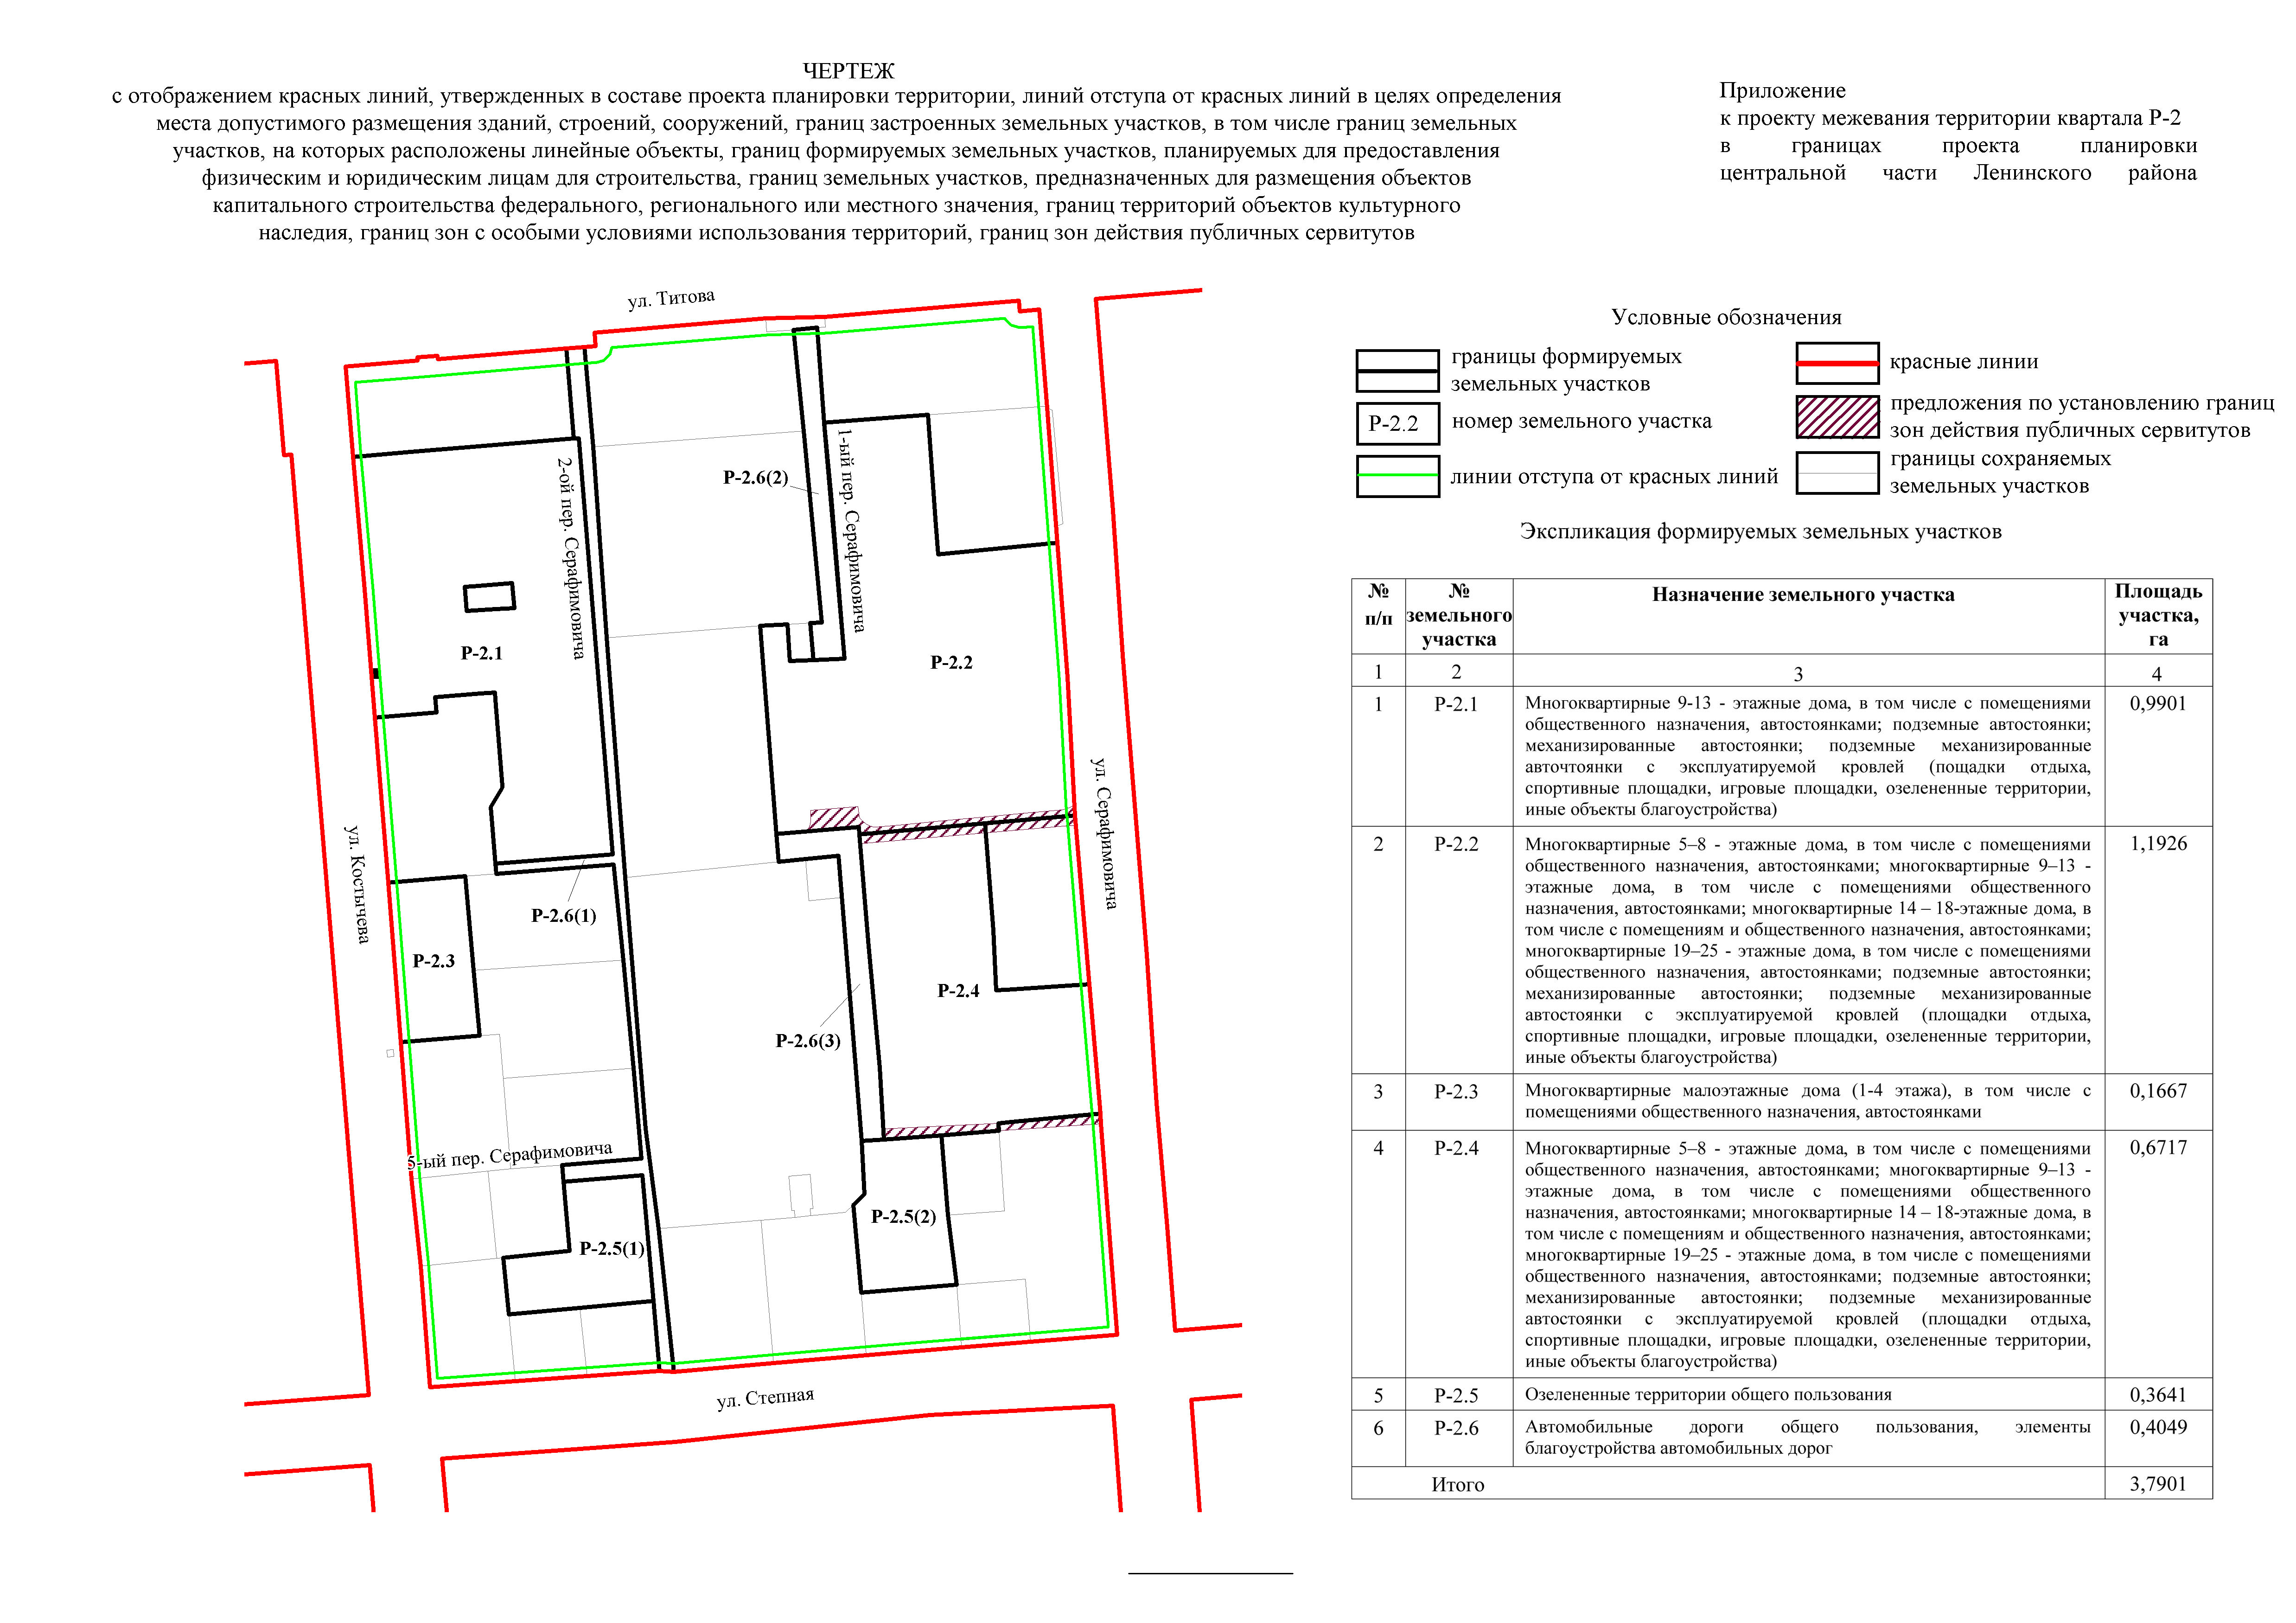 ЧЕРТЕЖ
с отображением красных линий, утвержденных в составе проекта планировки территории, линий отступа от красных линий в целях определения
места допустимого размещения зданий, строений, сооружений, границ застроенных земельных участков, в том числе границ земельных
участков, на которых расположены линейные объекты, границ формируемых земельных участков, планируемых для предоставления
физическим и юридическим лицам для строительства, границ земельных участков, предназначенных для размещения объектов
капитального строительства федерального, регионального или местного значения, границ территорий объектов культурного
наследия, границ зон с особыми условиями использования территорий, границ зон действия публичных сервитутов
Приложение
к проекту межевания территории квартала Р-2
в границах проекта планировки
центральной части Ленинского района
ул. Титова
2-ой пер. Серафимовича
1-ый пер. Серафимовича
Р-2.6(2)
Р-2.1
Р-2.2
ул. Костычева
ул. Серафимовича
Р-2.6(1)
Р-2.3
Р-2.4
Р-2.6(3)
5-ый пер. Серафимовича
Р-2.5(2)
Р-2.5(1)
ул. Степная
Условные обозначения
границы формируемых
земельных участков
Р-2.2
номер земельного участка
линии отступа от красных линий
красные линии
предложения по установлению границ
зон действия публичных сервитутов
границы сохраняемых
земельных участков
Экспликация формируемых земельных участков
№
п/п
№
земельного
участка
Назначение земельного участка
Площадь
участка,
га
1
2
3
4
1
Р-2.1
Многоквартирные 9-13 - этажные дома, в том числе с помещениями
общественного назначения, автостоянками; подземные автостоянки;
механизированные автостоянки; подземные механизированные
авточтоянки с эксплуатируемой кровлей (пощадки отдыха,
спортивные площадки, игровые площадки, озелененные территории,
иные объекты благоустройства)
0,9901
2
Р-2.2
Многоквартирные 5–8 - этажные дома, в том числе с помещениями
общественного назначения, автостоянками; многоквартирные 9–13 -
этажные дома, в том числе с помещениями общественного
назначения, автостоянками; многоквартирные 14 – 18-этажные дома, в
том числе с помещениям и общественного назначения, автостоянками;
многоквартирные 19–25 - этажные дома, в том числе с помещениями
общественного назначения, автостоянками; подземные автостоянки;
механизированные автостоянки; подземные механизированные
автостоянки с эксплуатируемой кровлей (площадки отдыха,
спортивные площадки, игровые площадки, озелененные территории,
иные объекты благоустройства)
1,1926
3
Р-2.3
Многоквартирные малоэтажные дома (1-4 этажа), в том числе с
помещениями общественного назначения, автостоянками
0,1667
4
Р-2.4
Многоквартирные 5–8 - этажные дома, в том числе с помещениями
общественного назначения, автостоянками; многоквартирные 9–13 -
этажные дома, в том числе с помещениями общественного
назначения, автостоянками; многоквартирные 14 – 18-этажные дома, в
том числе с помещениям и общественного назначения, автостоянками;
многоквартирные 19–25 - этажные дома, в том числе с помещениями
общественного назначения, автостоянками; подземные автостоянки;
механизированные автостоянки; подземные механизированные
автостоянки с эксплуатируемой кровлей (площадки отдыха,
спортивные площадки, игровые площадки, озелененные территории,
иные объекты благоустройства)
0,6717
5
Р-2.5
Озелененные территории общего пользования
0,3641
6
Р-2.6
Автомобильные дороги общего пользования, элементы
благоустройства автомобильных дорог
0,4049
Итого
3,7901